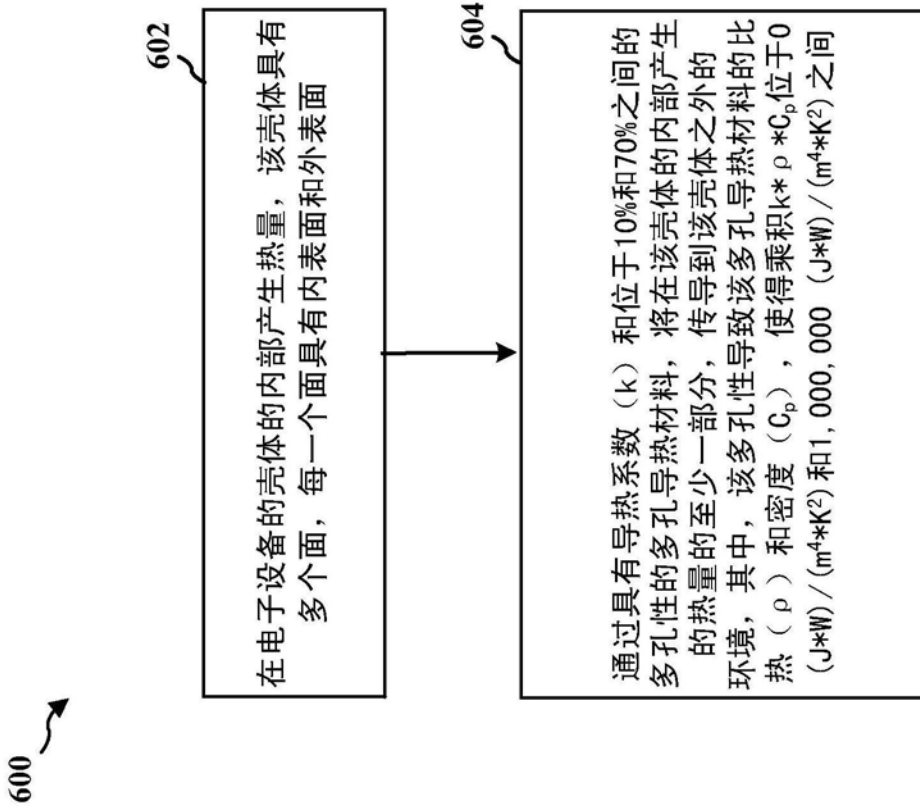 600
602
在电子设备的壳体的内部产生热量，该壳体具有
多个面，每一个面具有内表面和外表面
604
通过具有导热系数（k）和位于10%和70%之间的
多孔性的多孔导热材料，将在该壳体的内部产生
的热量的至少一部分，传导到该壳体之外的
环境，其中，该多孔性导致该多孔导热材料的比
热（ρ）和密度（Cp），使得乘积k*ρ*Cp位于0
(J*W)/(m⁴*K²)和1,000,000 (J*W)/(m⁴*K²)之间